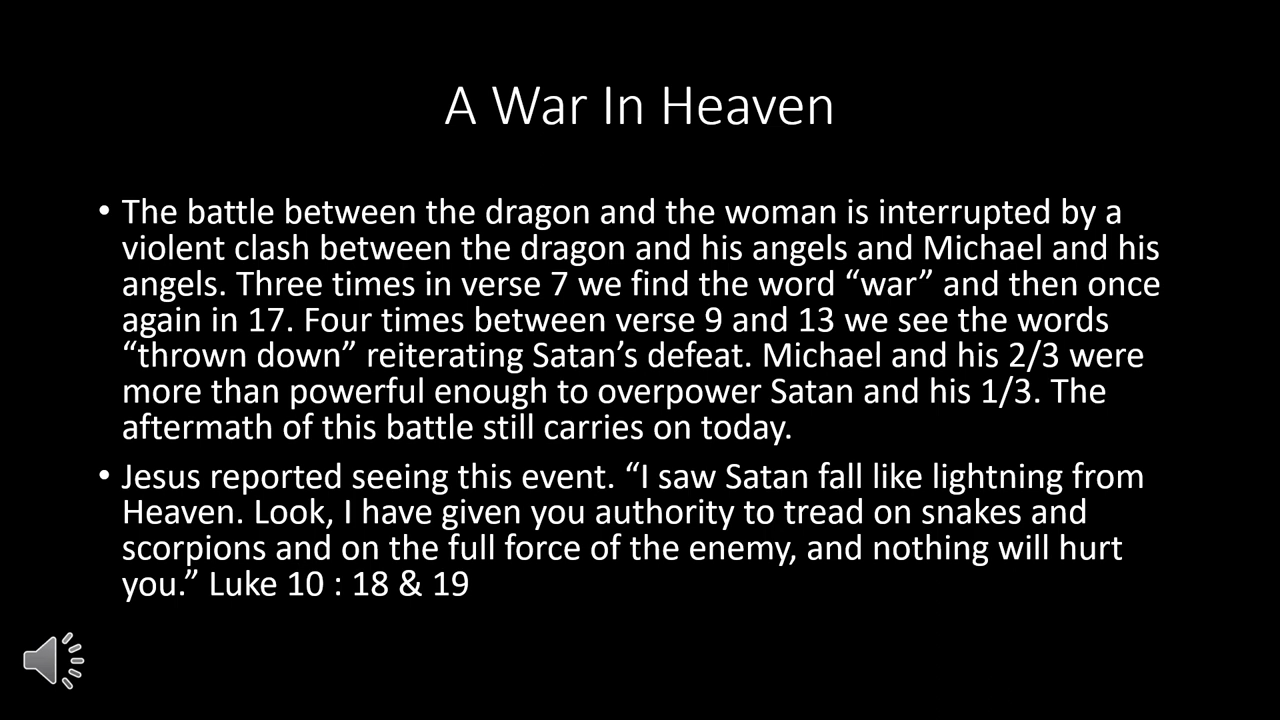 A War In Heaven
• The battle between the dragon and the woman is interrupted by a
violent clash between the dragon and his angels and Michael and his
angels. Three times in verse 7 we find the word “war” and then once
again in 17. Four times between verse 9 and 13 we see the words
“thrown down” reiterating Satan’s defeat. Michael and his 2/3 were
more than powerful enough to overpower Satan and his 1/3. The
aftermath of this battle still carries on today.
• Jesus reported seeing this event. “I saw Satan fall like lightning from
Heaven. Look, I have given you authority to tread on snakes and
scorpions and on the full force of the enemy, and nothing will hurt
you.” Luke 10 : 18 & 19